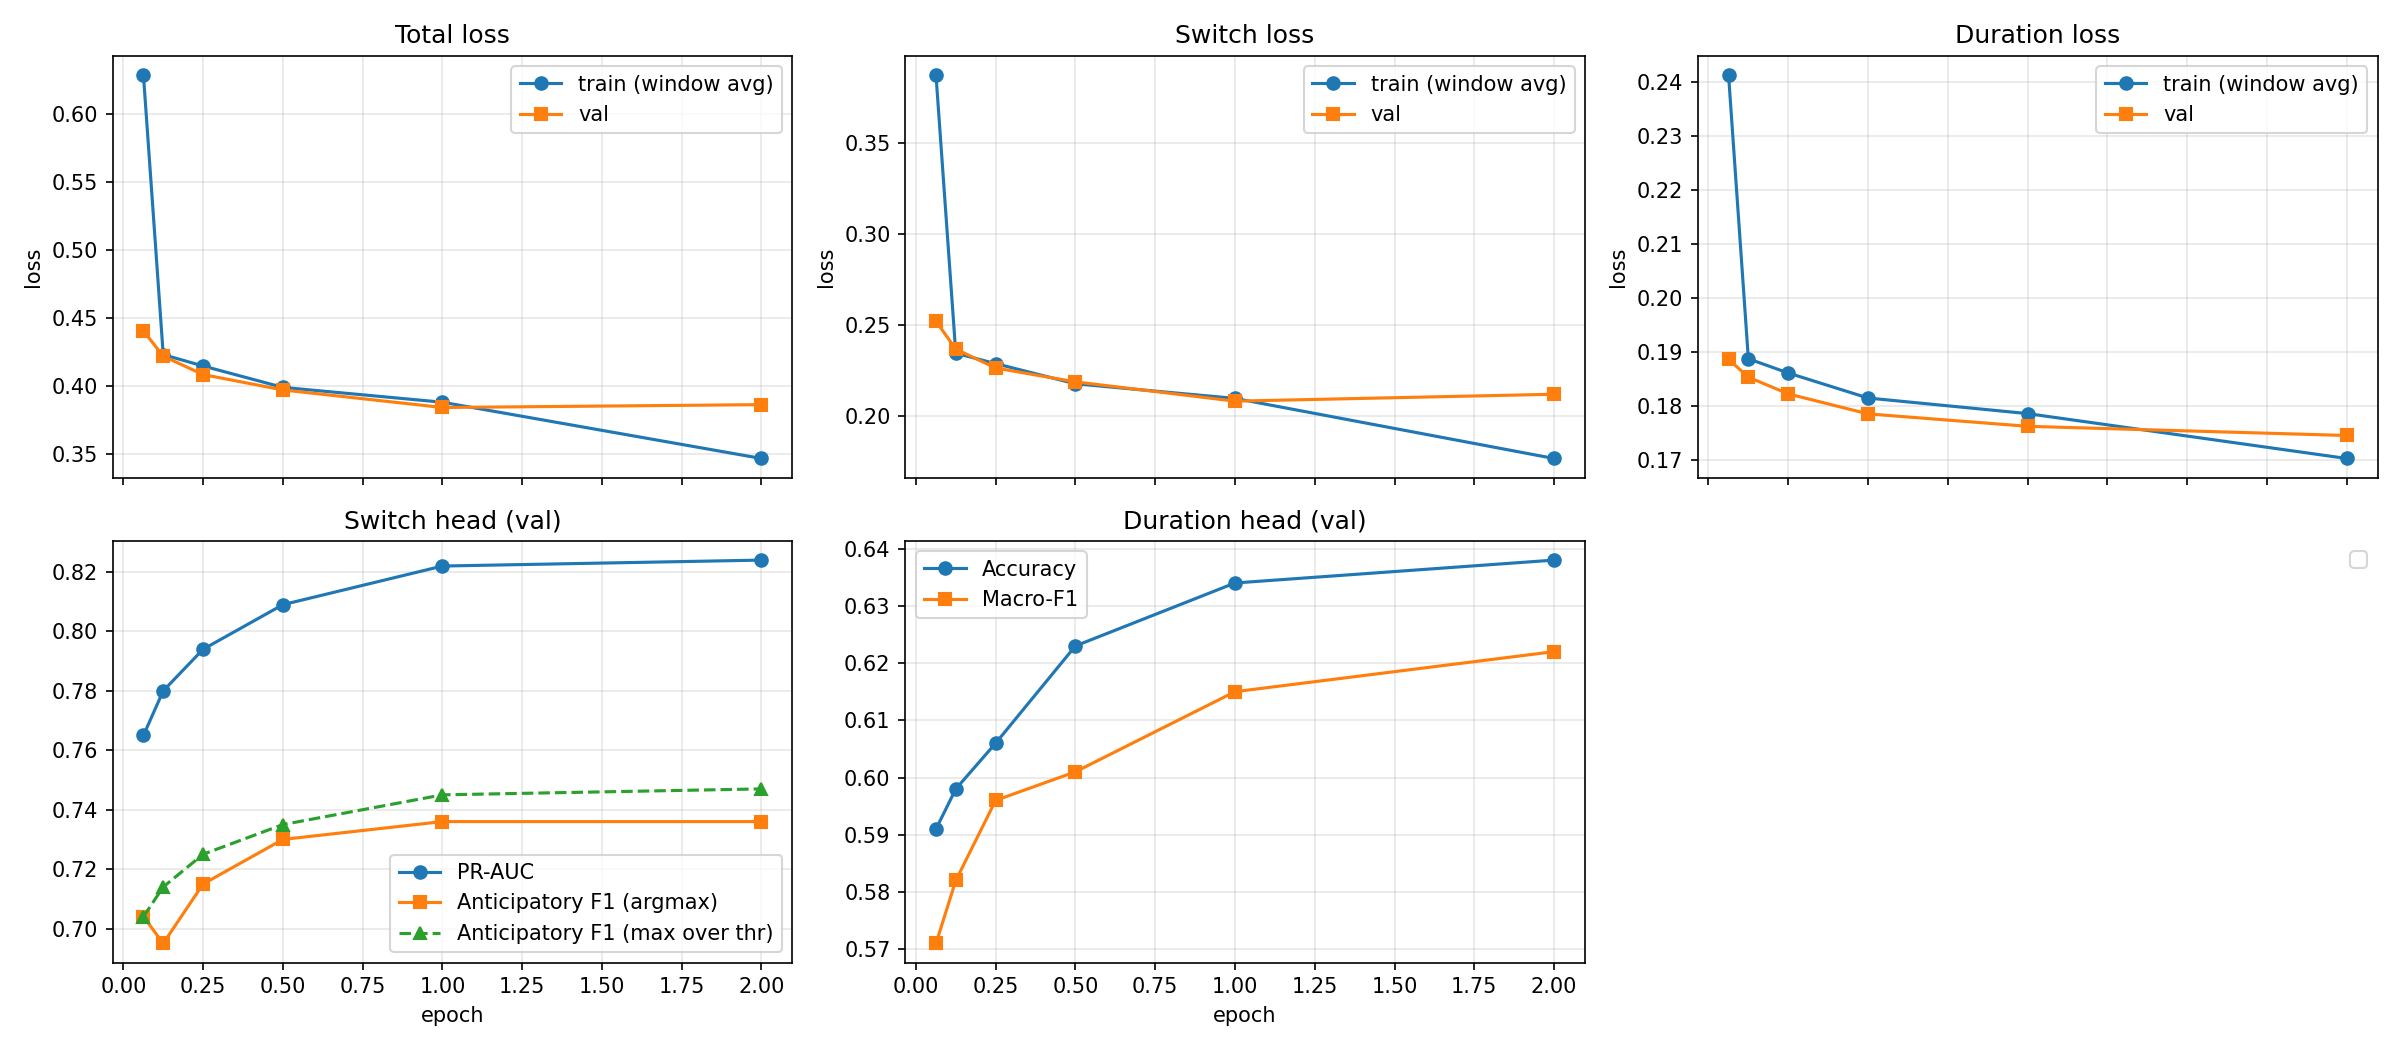 Total loss
loss
0.60
0.55
0.50
0.45
0.40
0.35
train (window avg)
val
Switch loss
loss
0.35
0.30
0.25
0.20
train (window avg)
val
Duration loss
loss
0.24
0.23
0.22
0.21
0.20
0.19
0.18
0.17
train (window avg)
val
Switch head (val)
0.82
0.80
0.78
0.76
0.74
0.72
0.70
PR-AUC
Anticipatory F1 (argmax)
Anticipatory F1 (max over thr)
0.00 0.25 0.50 0.75 1.00 1.25 1.50 1.75 2.00
epoch
Duration head (val)
0.64
0.63
0.62
0.61
0.60
0.59
0.58
0.57
Accuracy
Macro-F1
0.00 0.25 0.50 0.75 1.00 1.25 1.50 1.75 2.00
epoch